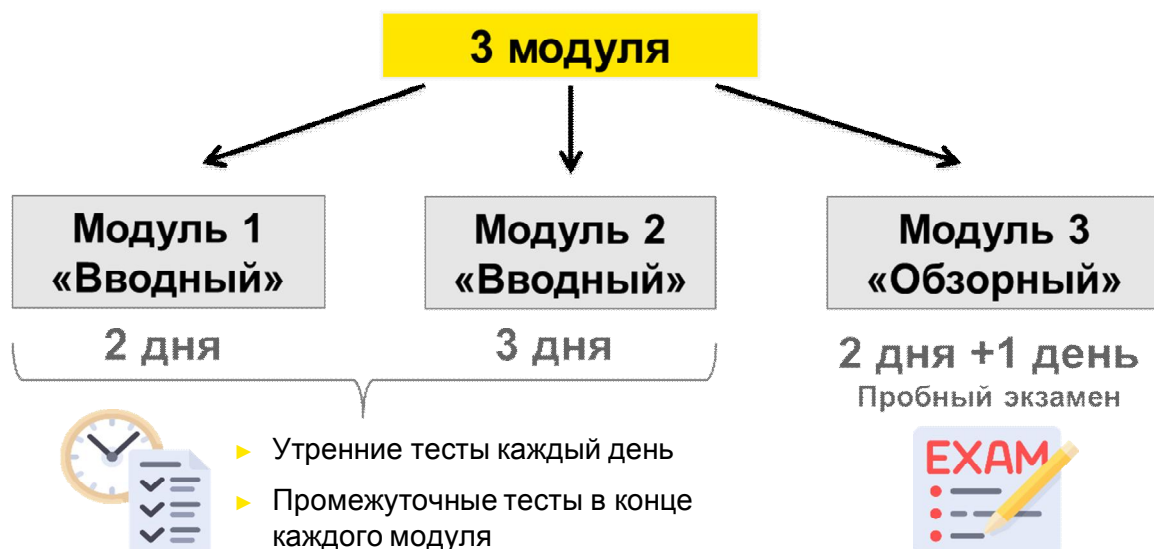 3 модуля
Модуль 1
«Вводный»
Модуль 2
«Вводный»
Модуль 3
«Обзорный»
2 дня
3 дня
2 дня +1 день
Пробный экзамен
► Утренние тесты каждый день
► Промежуточные тесты в конце
каждого модуля
EXAM